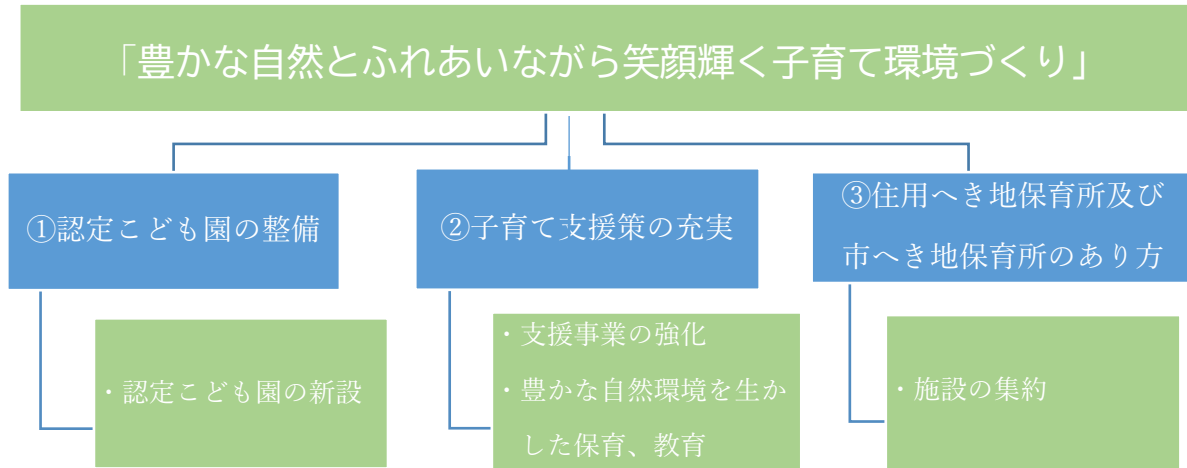 「豊かな自然とふれあいながら笑顔輝く子育て環境づくり」
①認定こども園の整備
・認定こども園の新設
②子育て支援策の充実
・支援事業の強化
・豊かな自然環境を生か
した保育、教育
③住用へき地保育所及び
市へき地保育所のあり方
・施設の集約